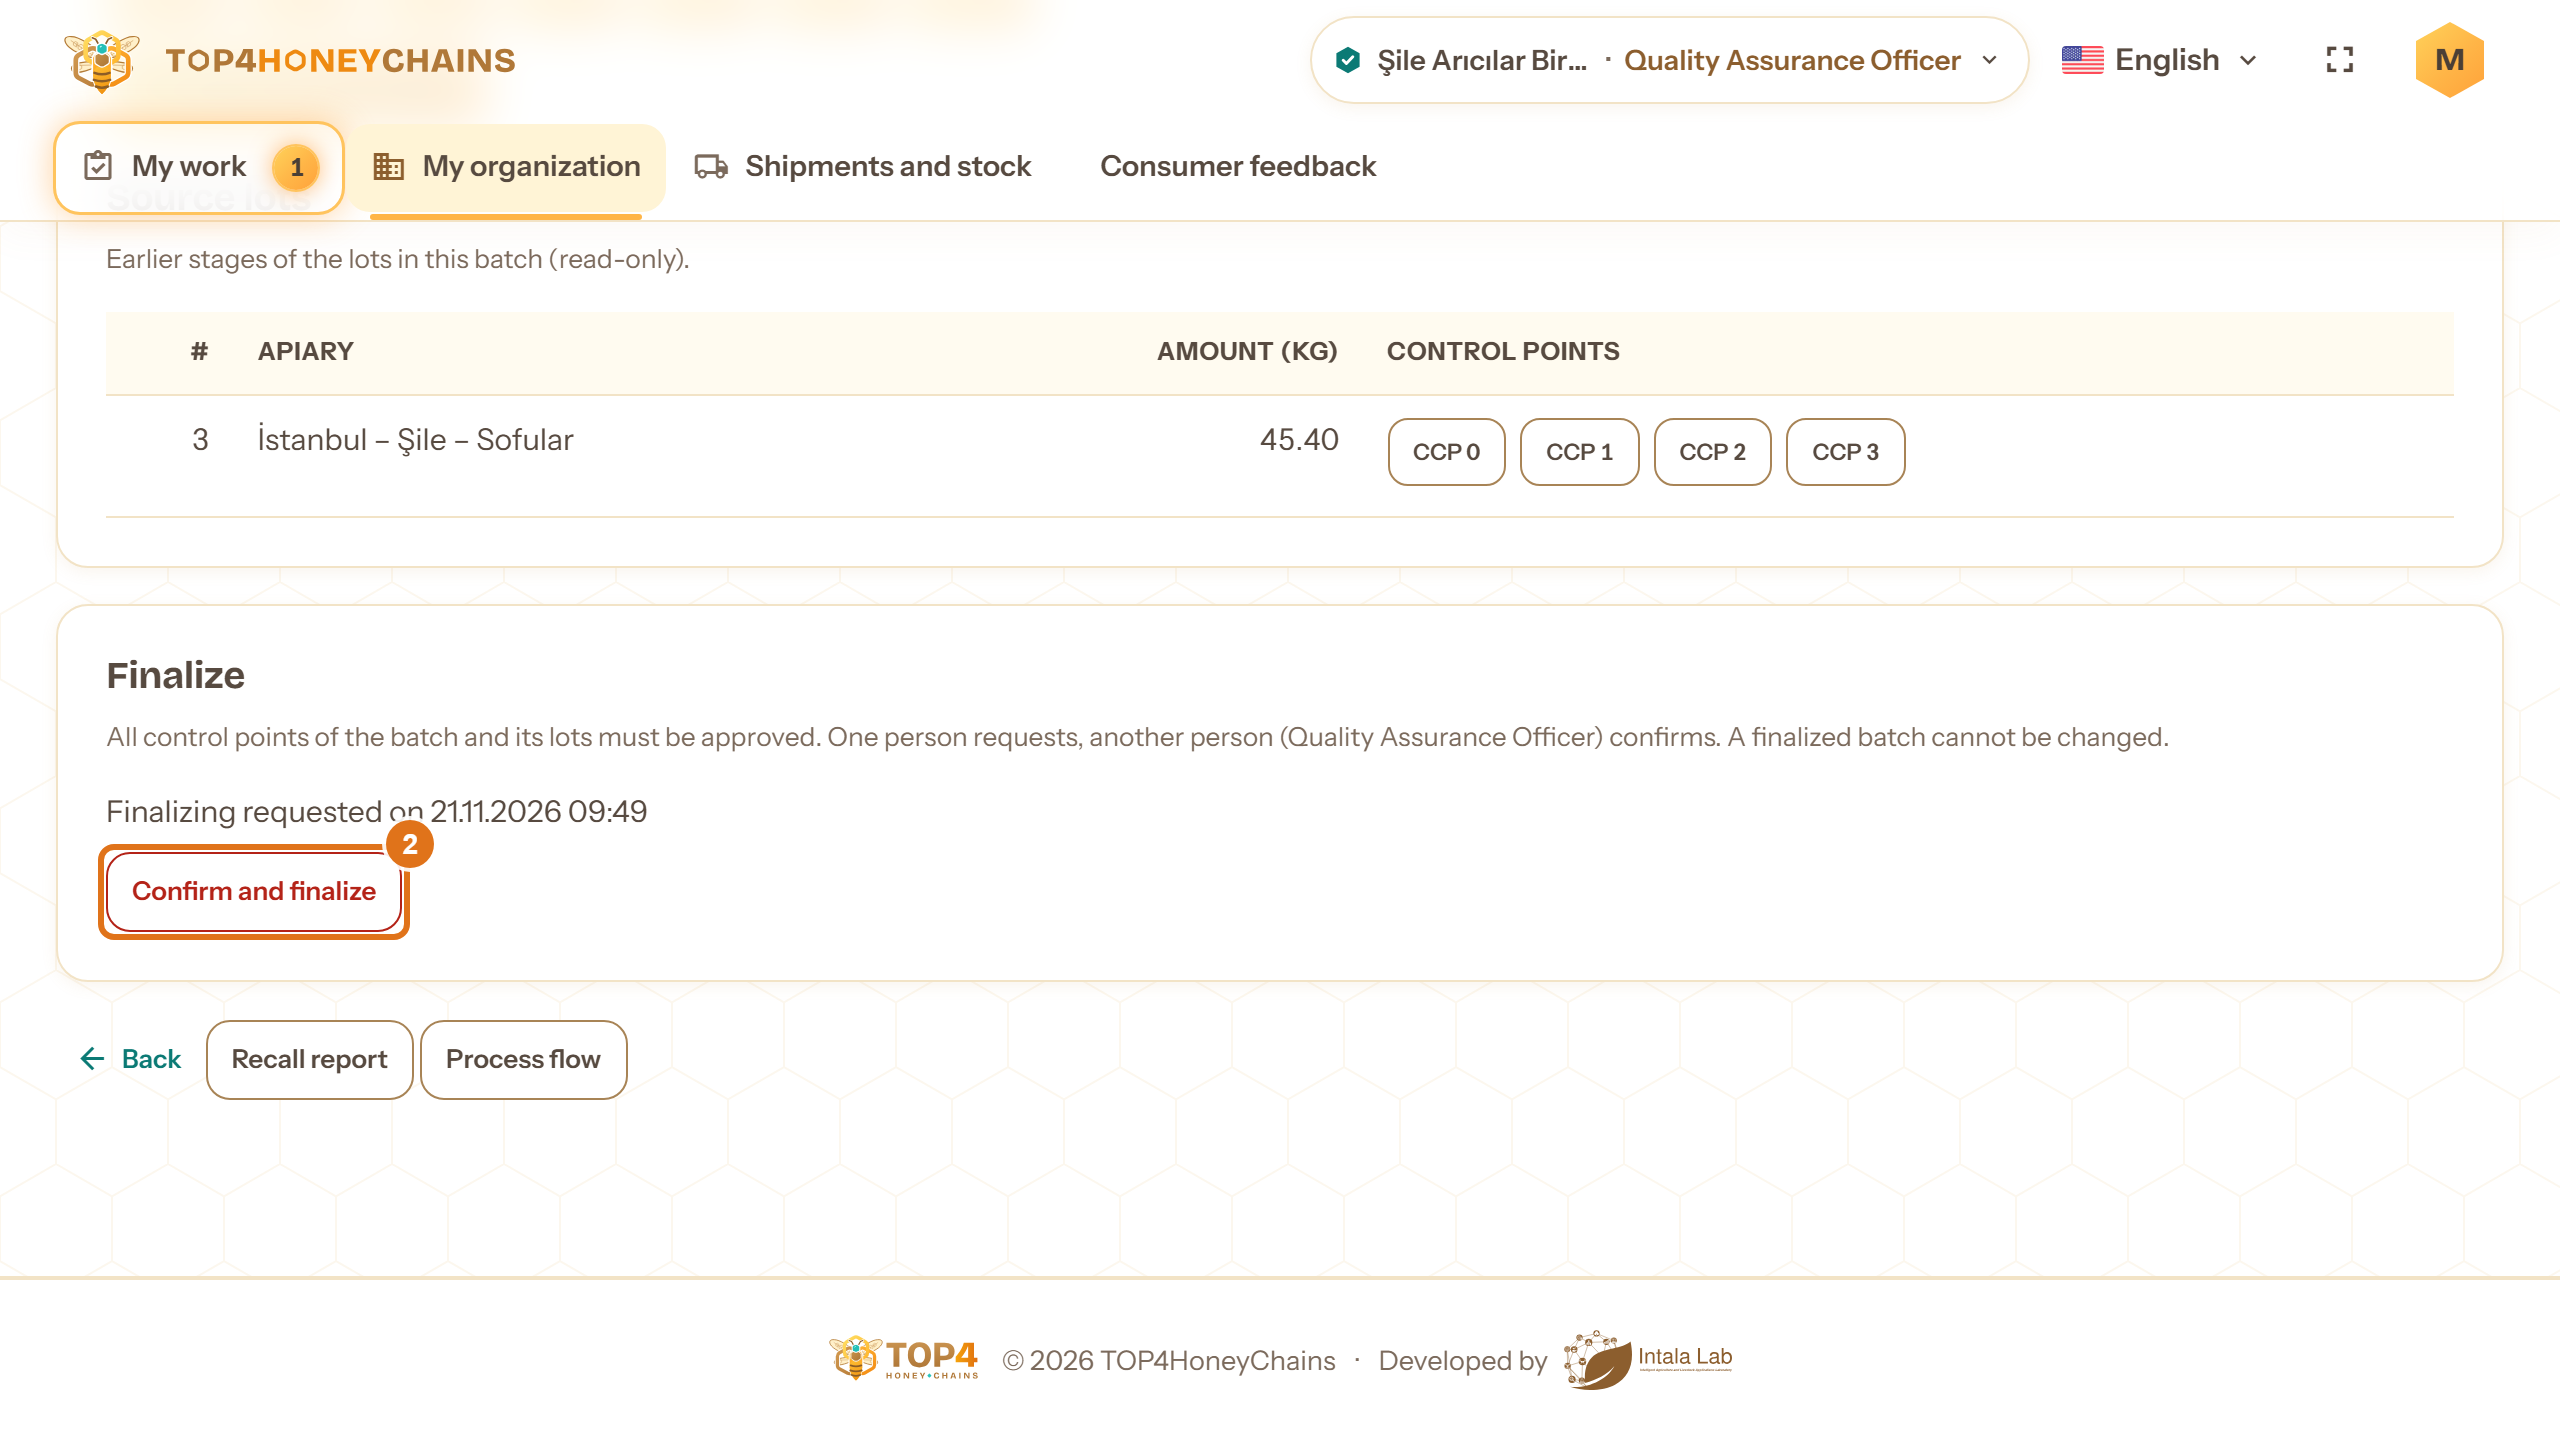 TOP4HONEYCHAINS
Şile Arıcılar Bir... · Quality Assurance Officer
English
M
My work 1
My organization
Shipments and stock
Consumer feedback
Source lots
Earlier stages of the lots in this batch (read-only).
# APIARY AMOUNT (KG) CONTROL POINTS
3 İstanbul – Şile – Sofular 45.40 CCP 0 CCP 1 CCP 2 CCP 3
Finalize
All control points of the batch and its lots must be approved. One person requests, another person (Quality Assurance Officer) confirms. A finalized batch cannot be changed.
Finalizing requested on 21.11.2026 09:49
2
Confirm and finalize
Back
Recall report
Process flow
TOP4
HONEY CHAINS
© 2026 TOP4HoneyChains · Developed by
Intala Lab